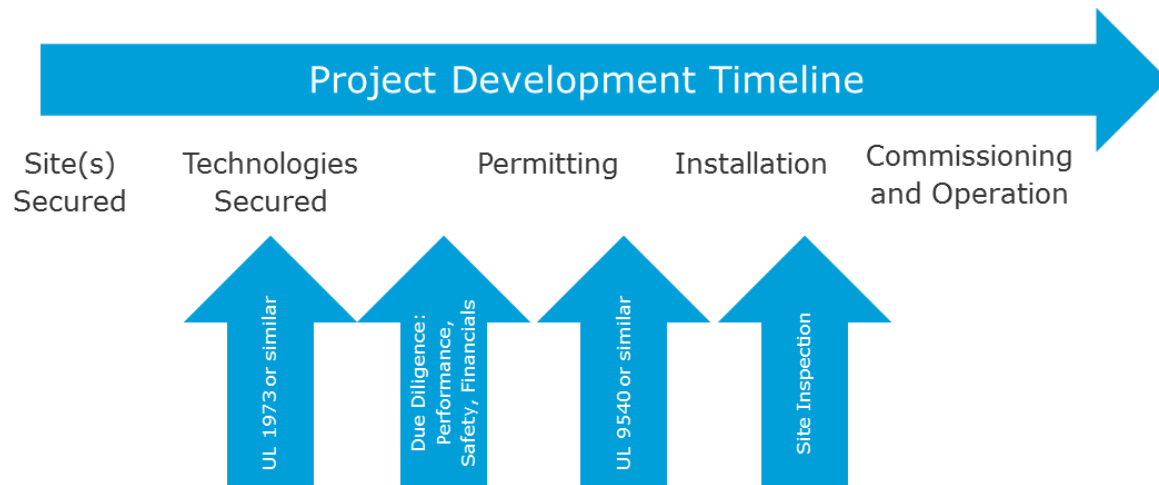 Project Development Timeline
Site(s)
Secured
Technologies
Secured
Permitting
Installation
Commissioning
and Operation
UL 1973 or similar
Due Diligence:
Performance,
Safety, Financials
UL 9540 or similar
Site Inspection